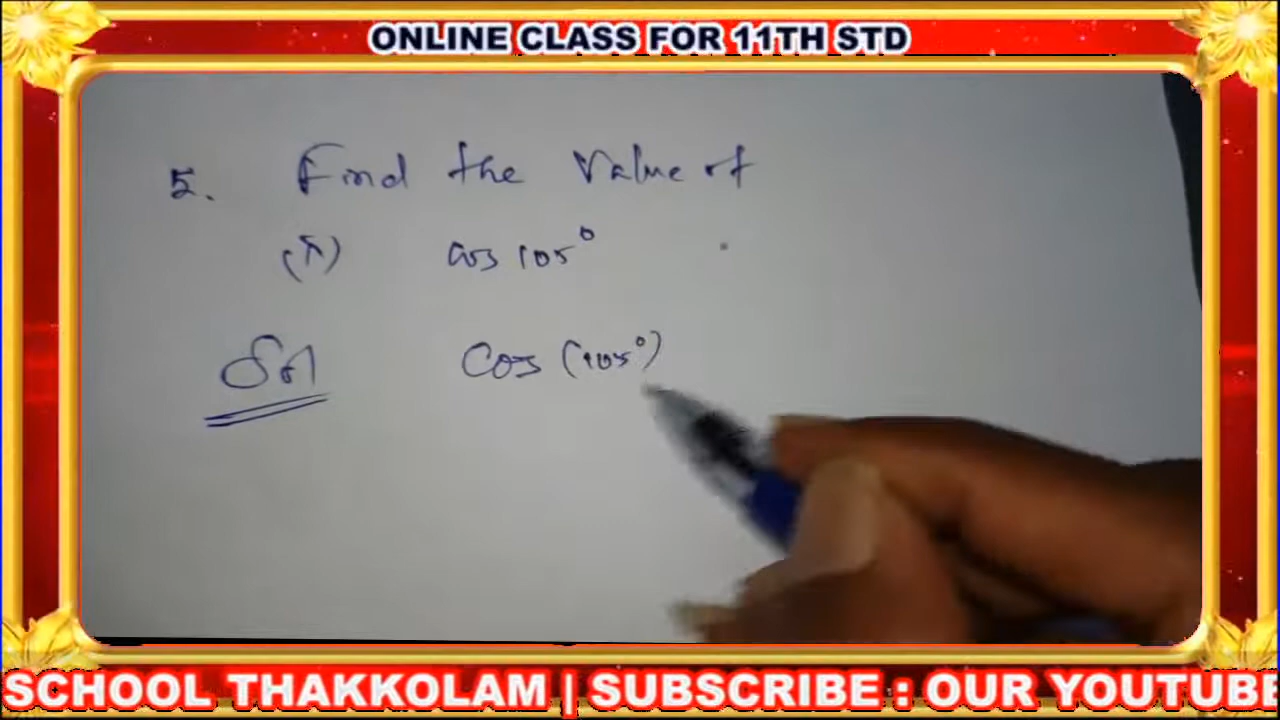 ONLINE CLASS FOR 11TH STD
5. Find the Value of
(i) cos 105°
Sol Cos (105°)
SCHOOL THAKKOLAM | SUBSCRIBE : OUR YOUTUBE